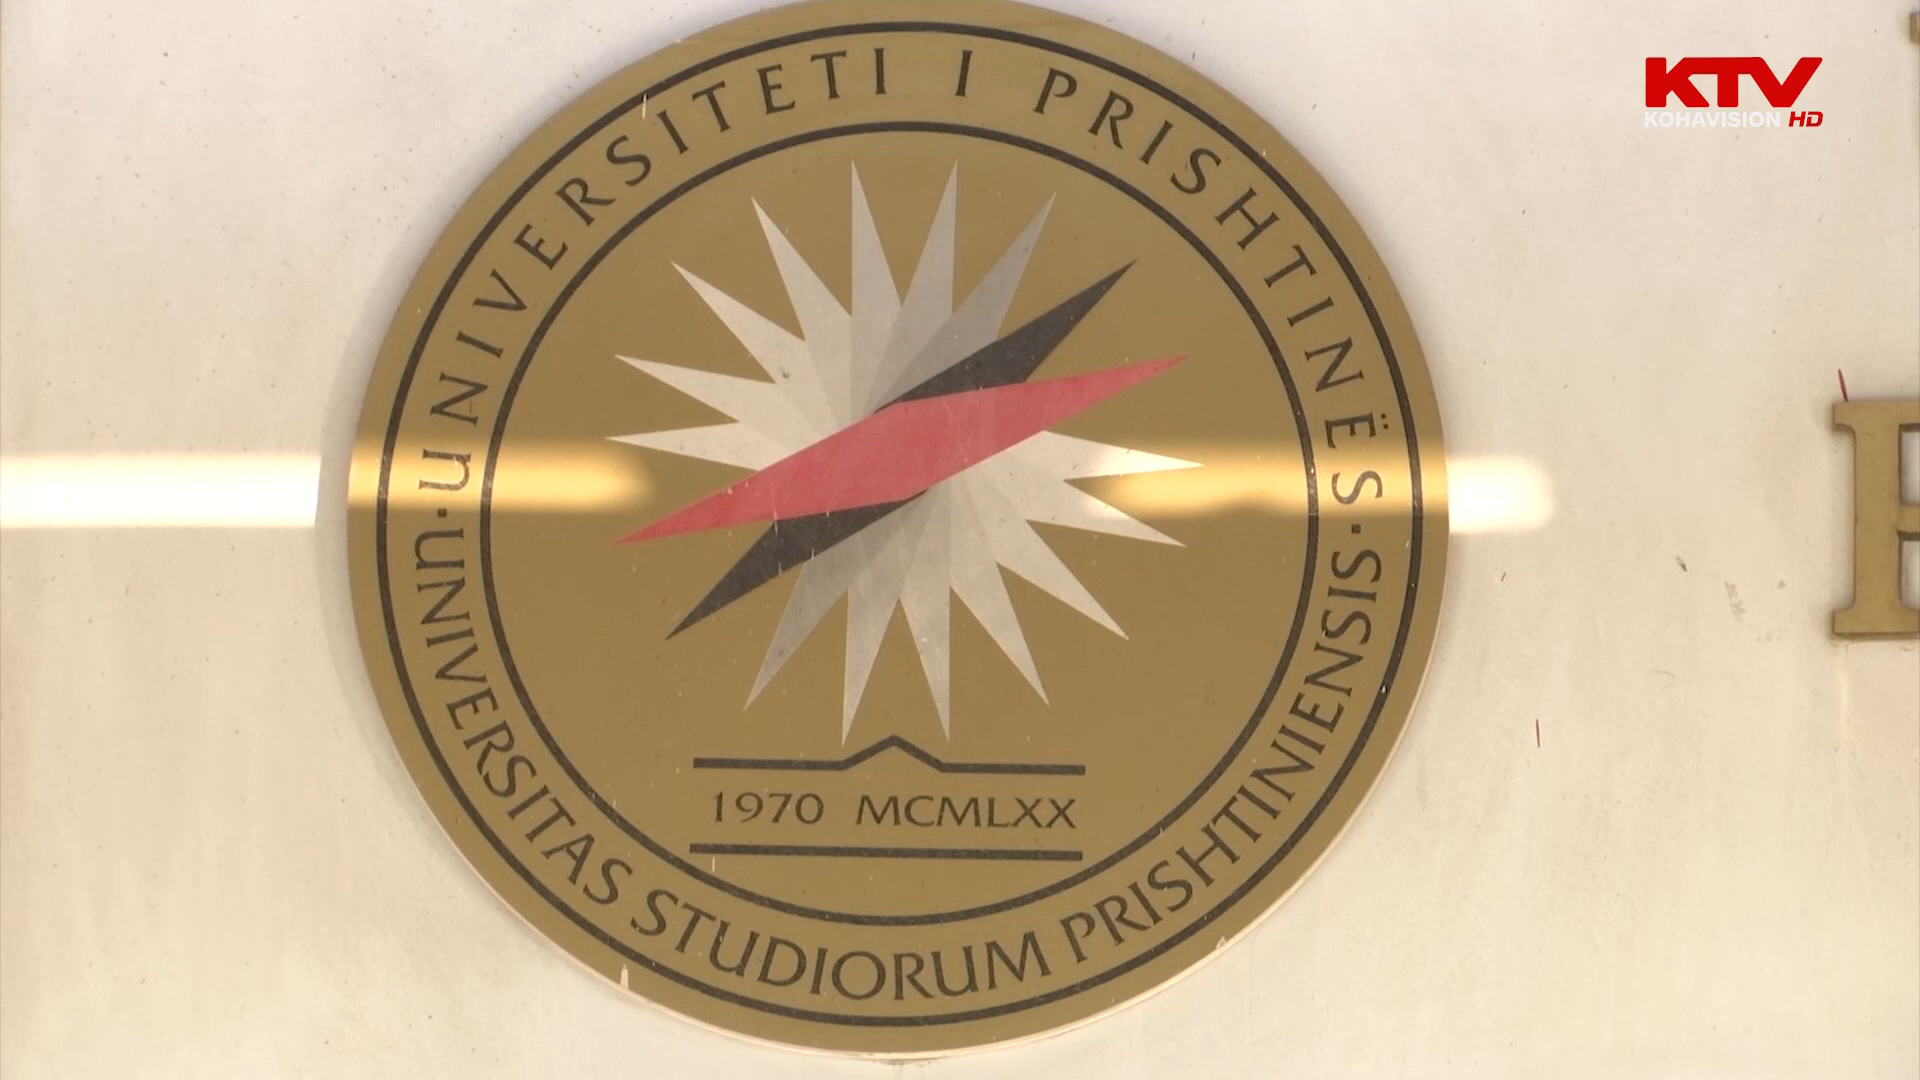 KTV
KOHAVISION HD
UNIVERSITETI I PRISHTINËS
UNIVERSITAS STUDIORUM PRISHTINIENSIS
1970 MCMLXX